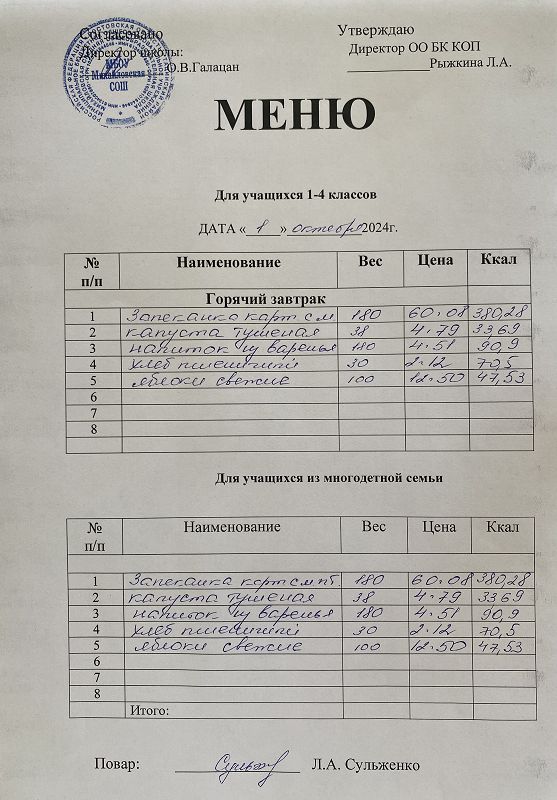 Согласовано Утверждаю
Директор школы: Директор ОО БК КОП
О.В.Галацан Рыжкина Л.А.
МБОУ
Михайловская
СОШ
МЕНЮ
Для учащихся 1-4 классов
ДАТА « 1 » октября 2024г.
№ п/п Наименование Вес Цена Ккал
Горячий завтрак
1 Запеканка карт с м. 180 60-08 380,28
2 капуста тушеная 38 4-79 33,69
3 напиток из варенья 180 4-51 90,9
4 хлеб пшеничный 30 2-12 70,5
5 яблоки свежие 100 12-50 47,53
6
7
8
Для учащихся из многодетной семьи
№ п/п Наименование Вес Цена Ккал
1 Запеканка карт с м пт 180 60-08 380,28
2 капуста тушеная 38 4-79 33,69
3 напиток из варенья 180 4-51 90,9
4 хлеб пшеничный 30 2-12 70,5
5 яблоки свежие 100 12-50 47,53
6
7
8
Итого:
Повар: Л.А. Сульженко